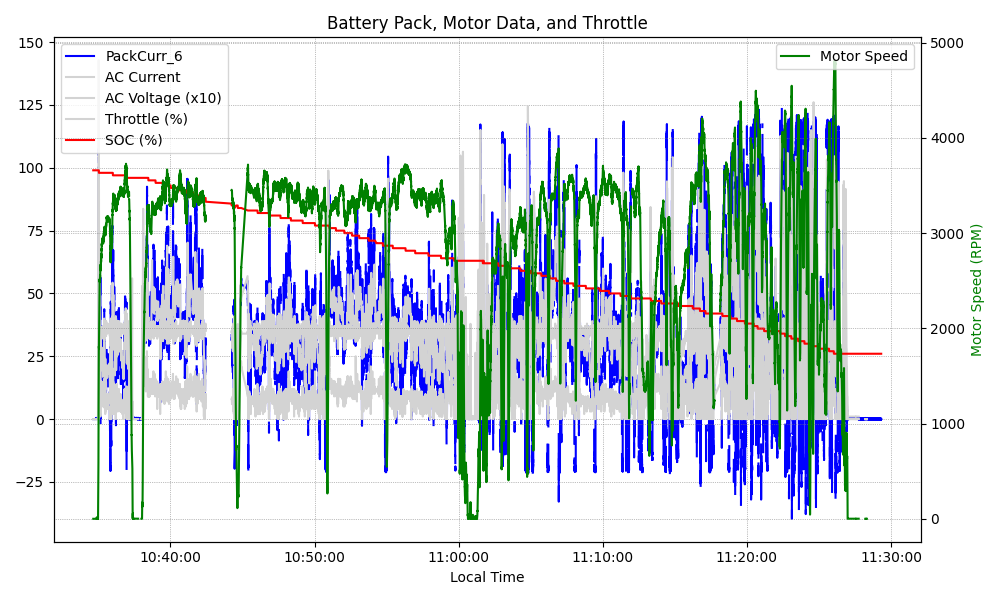 Battery Pack, Motor Data, and Throttle
150
125
100
75
50
25
0
−25
PackCurr_6
AC Current
AC Voltage (x10)
Throttle (%)
SOC (%)
Motor Speed
5000
4000
3000
2000
1000
0
Motor Speed (RPM)
10:40:00
10:50:00
11:00:00
11:10:00
11:20:00
11:30:00
Local Time